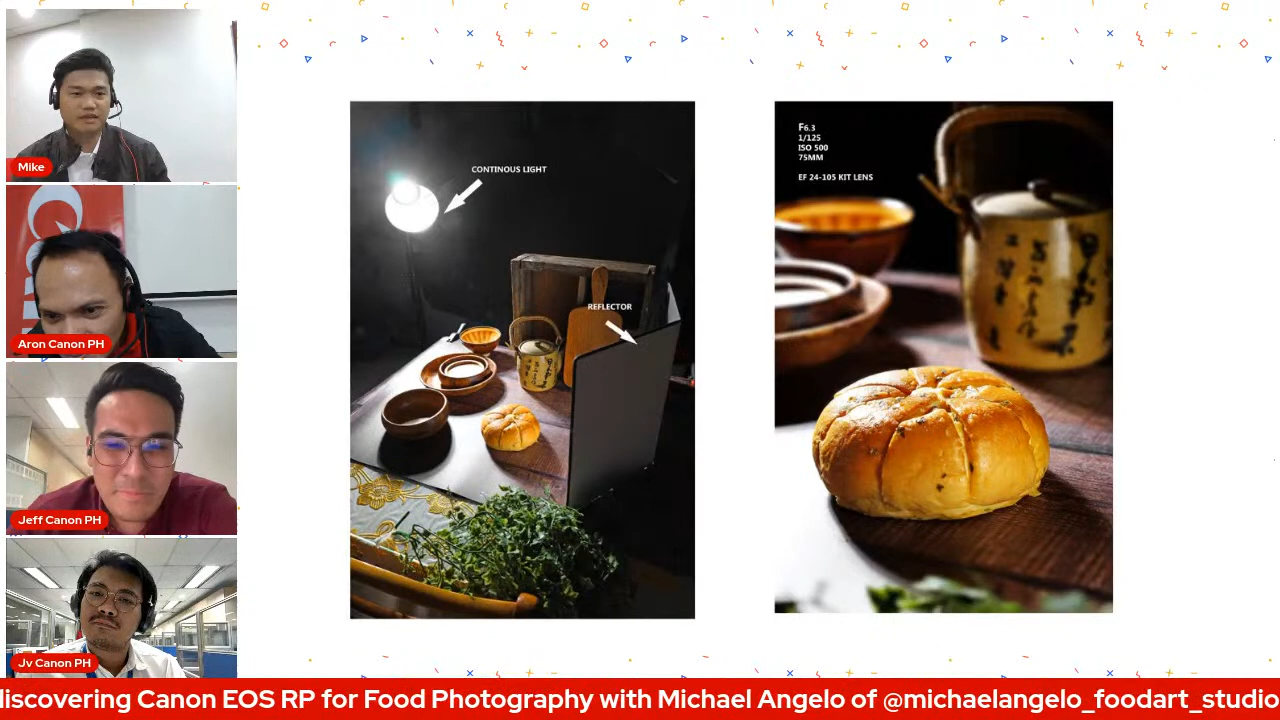 Mike
Aron Canon PH
Jeff Canon PH
Jv Canon PH
CONTINOUS LIGHT
REFLECTOR
F6.3
1/125
ISO 500
75MM
EF 24-105 KIT LENS
discovering Canon EOS RP for Food Photography with Michael Angelo of @michaelangelo_foodart_studio